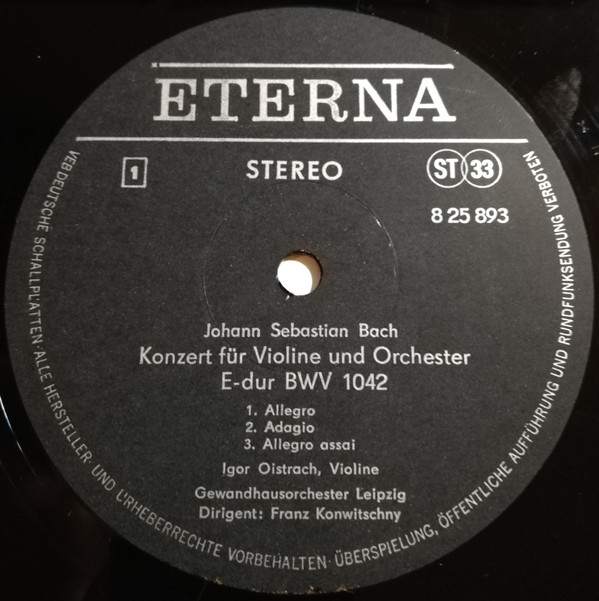 ETERNA
1
STEREO
ST 33
8 25 893
Johann Sebastian Bach
Konzert für Violine und Orchester
E-dur BWV 1042
1. Allegro
2. Adagio
3. Allegro assai
Igor Oistrach, Violine
Gewandhausorchester Leipzig
Dirigent: Franz Konwitschny
VEB DEUTSCHE SCHALLPLATTEN · ALLE HERSTELLER- UND URHEBERRECHTE VORBEHALTEN · ÜBERSPIELUNG, ÖFFENTLICHE AUFFÜHRUNG UND RUNDFUNKSENDUNG VERBOTEN